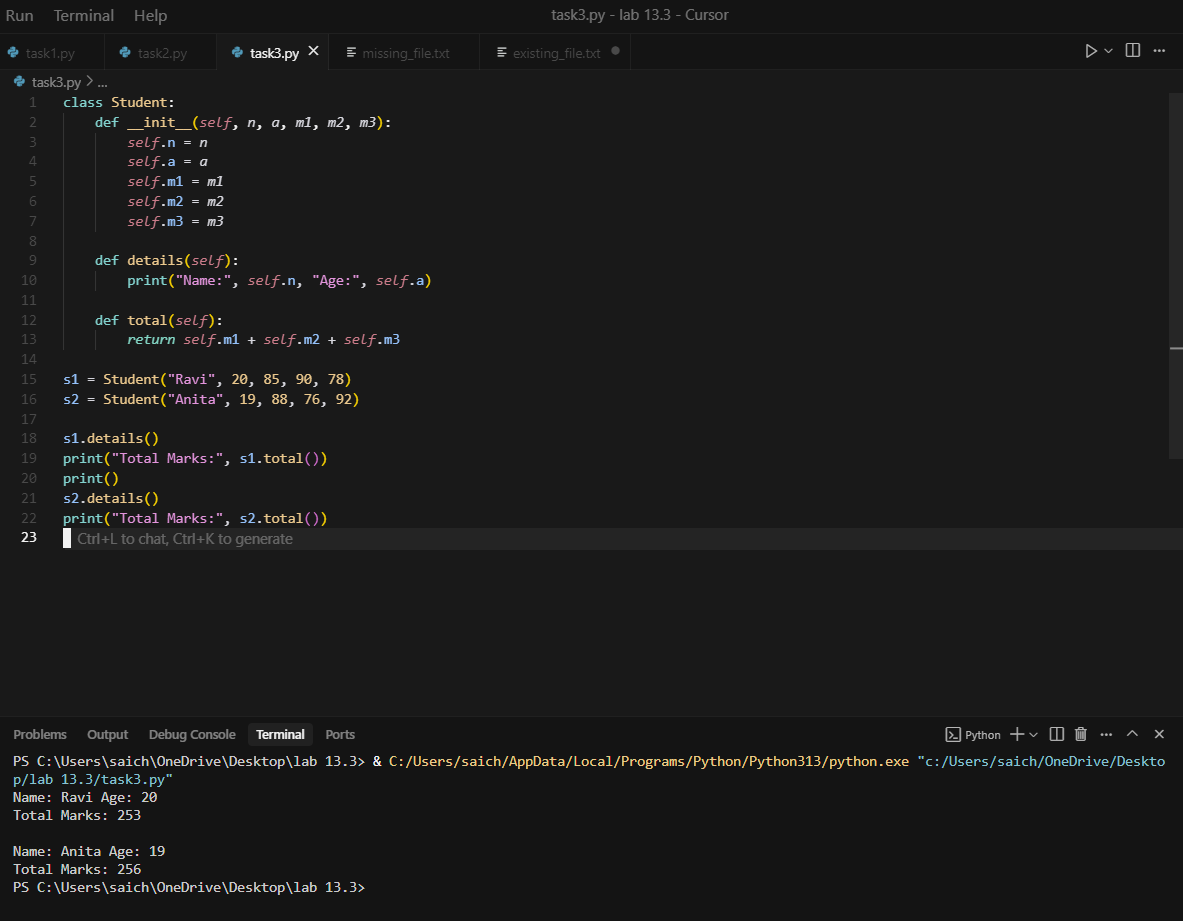 Run Terminal Help task3.py - lab 13.3 - Cursor
task1.py task2.py task3.py missing_file.txt existing_file.txt
task3.py > ...
1 class Student:
2     def __init__(self, n, a, m1, m2, m3):
3         self.n = n
4         self.a = a
5         self.m1 = m1
6         self.m2 = m2
7         self.m3 = m3
8
9     def details(self):
10         print("Name:", self.n, "Age:", self.a)
11
12     def total(self):
13         return self.m1 + self.m2 + self.m3
14
15 s1 = Student("Ravi", 20, 85, 90, 78)
16 s2 = Student("Anita", 19, 88, 76, 92)
17
18 s1.details()
19 print("Total Marks:", s1.total())
20 print()
21 s2.details()
22 print("Total Marks:", s2.total())
23 Ctrl+L to chat, Ctrl+K to generate
Problems Output Debug Console Terminal Ports Python
PS C:\Users\saich\OneDrive\Desktop\lab 13.3> & C:/Users/saich/AppData/Local/Programs/Python/Python313/python.exe "c:/Users/saich/OneDrive/Deskto
p/lab 13.3/task3.py"
Name: Ravi Age: 20
Total Marks: 253

Name: Anita Age: 19
Total Marks: 256
PS C:\Users\saich\OneDrive\Desktop\lab 13.3>